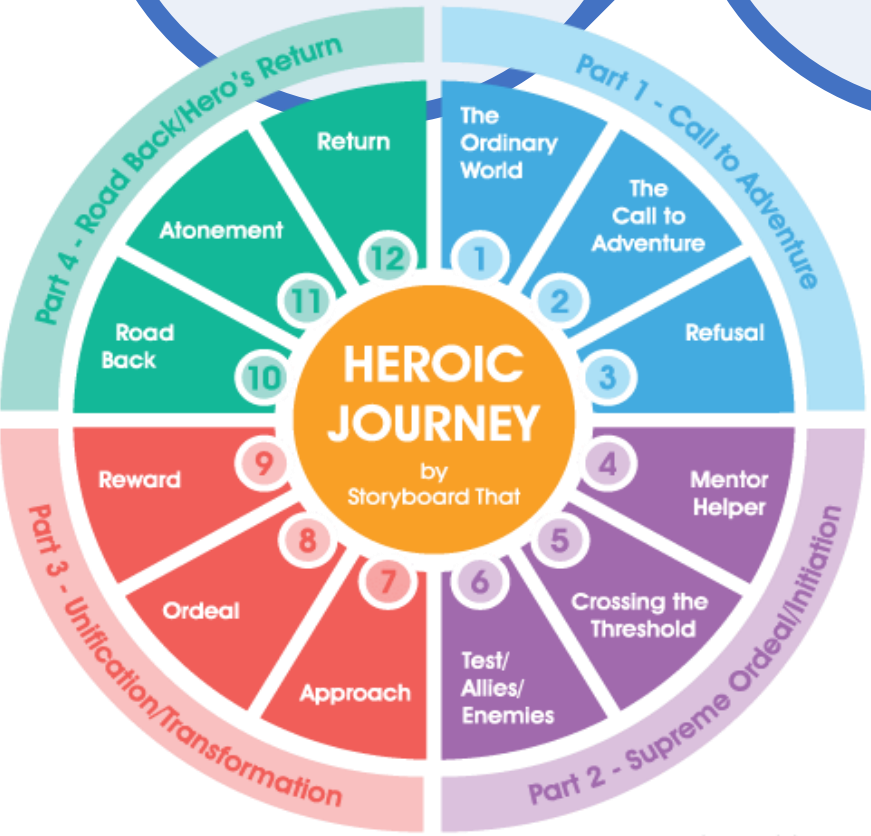 HEROIC
JOURNEY
by
Storyboard That
Part 1 - Call to Adventure
The
Ordinary
World
1
The
Call to
Adventure
2
Refusal
3
Part 2 - Supreme Ordeal/Initiation
Mentor
Helper
4
Crossing the
Threshold
5
Test/
Allies/
Enemies
6
Part 3 - Unification/Transformation
Approach
7
Ordeal
8
Reward
9
Part 4 - Road Back/Hero's Return
Road
Back
10
Atonement
11
Return
12